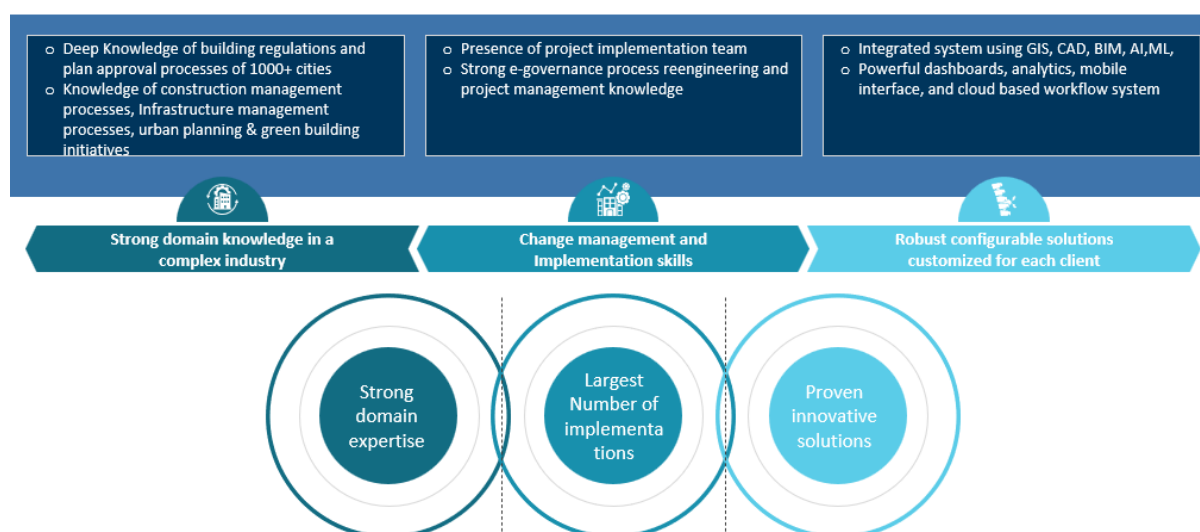 o Deep Knowledge of building regulations and
plan approval processes of 1000+ cities
o Knowledge of construction management
processes, Infrastructure management
processes, urban planning & green building
initiatives
o Presence of project implementation team
o Strong e-governance process reengineering and
project management knowledge
o Integrated system using GIS, CAD, BIM, AI,ML,
o Powerful dashboards, analytics, mobile
interface, and cloud based workflow system
Strong domain knowledge in a
complex industry
Change management and
Implementation skills
Robust configurable solutions
customized for each client
Strong
domain
expertise
Largest
Number of
implementa
tions
Proven
innovative
solutions